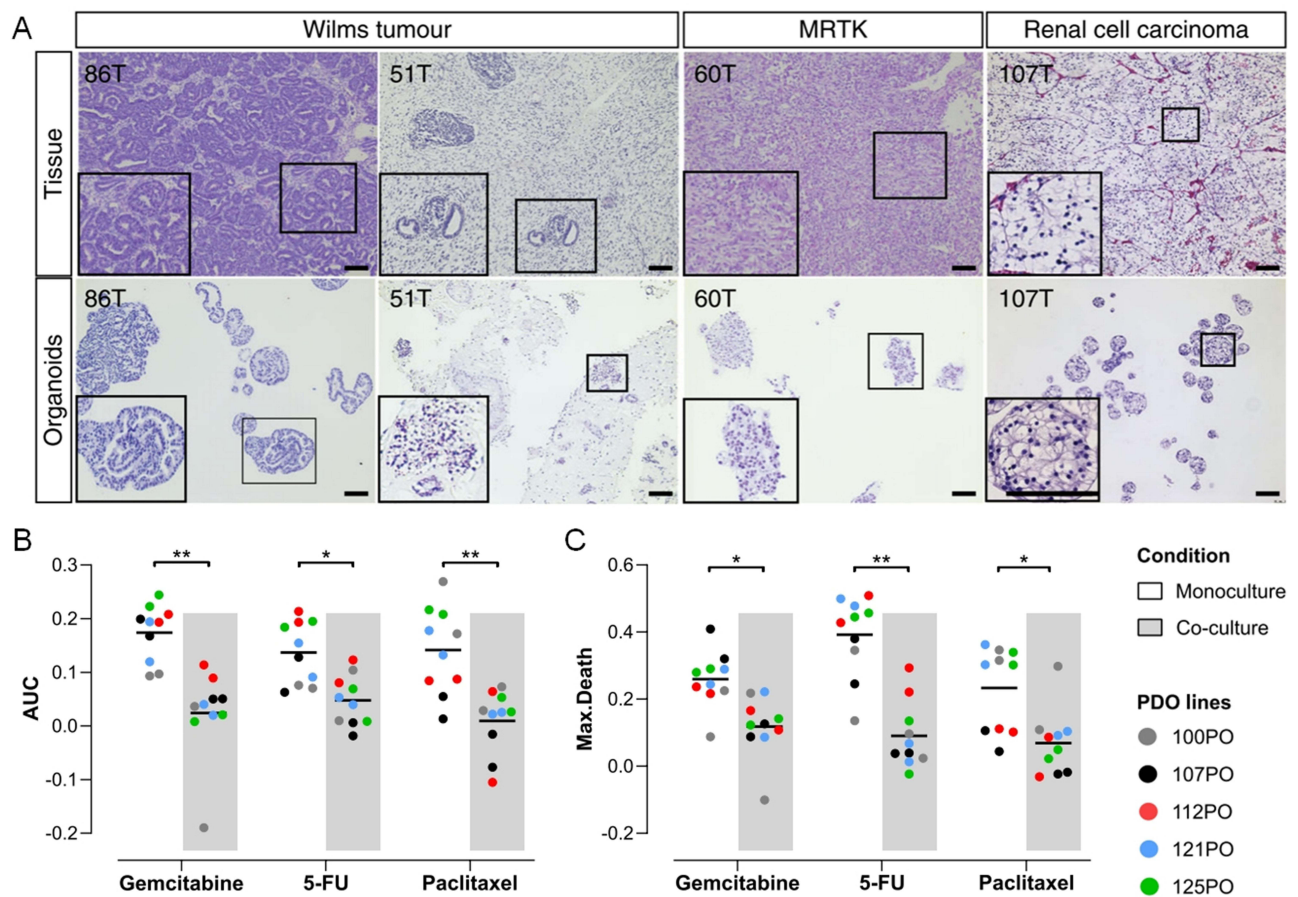 A
Wilms tumour
MRTK
Renal cell carcinoma
Tissue
86T
51T
60T
107T
Organoids
86T
51T
60T
107T
B
AUC
0.3
0.2
0.1
0.0
-0.1
-0.2
**
*
**
Gemcitabine
5-FU
Paclitaxel
C
Max.Death
0.6
0.4
0.2
0.0
-0.2
*
**
*
Gemcitabine
5-FU
Paclitaxel
Condition
Monoculture
Co-culture
PDO lines
100PO
107PO
112PO
121PO
125PO